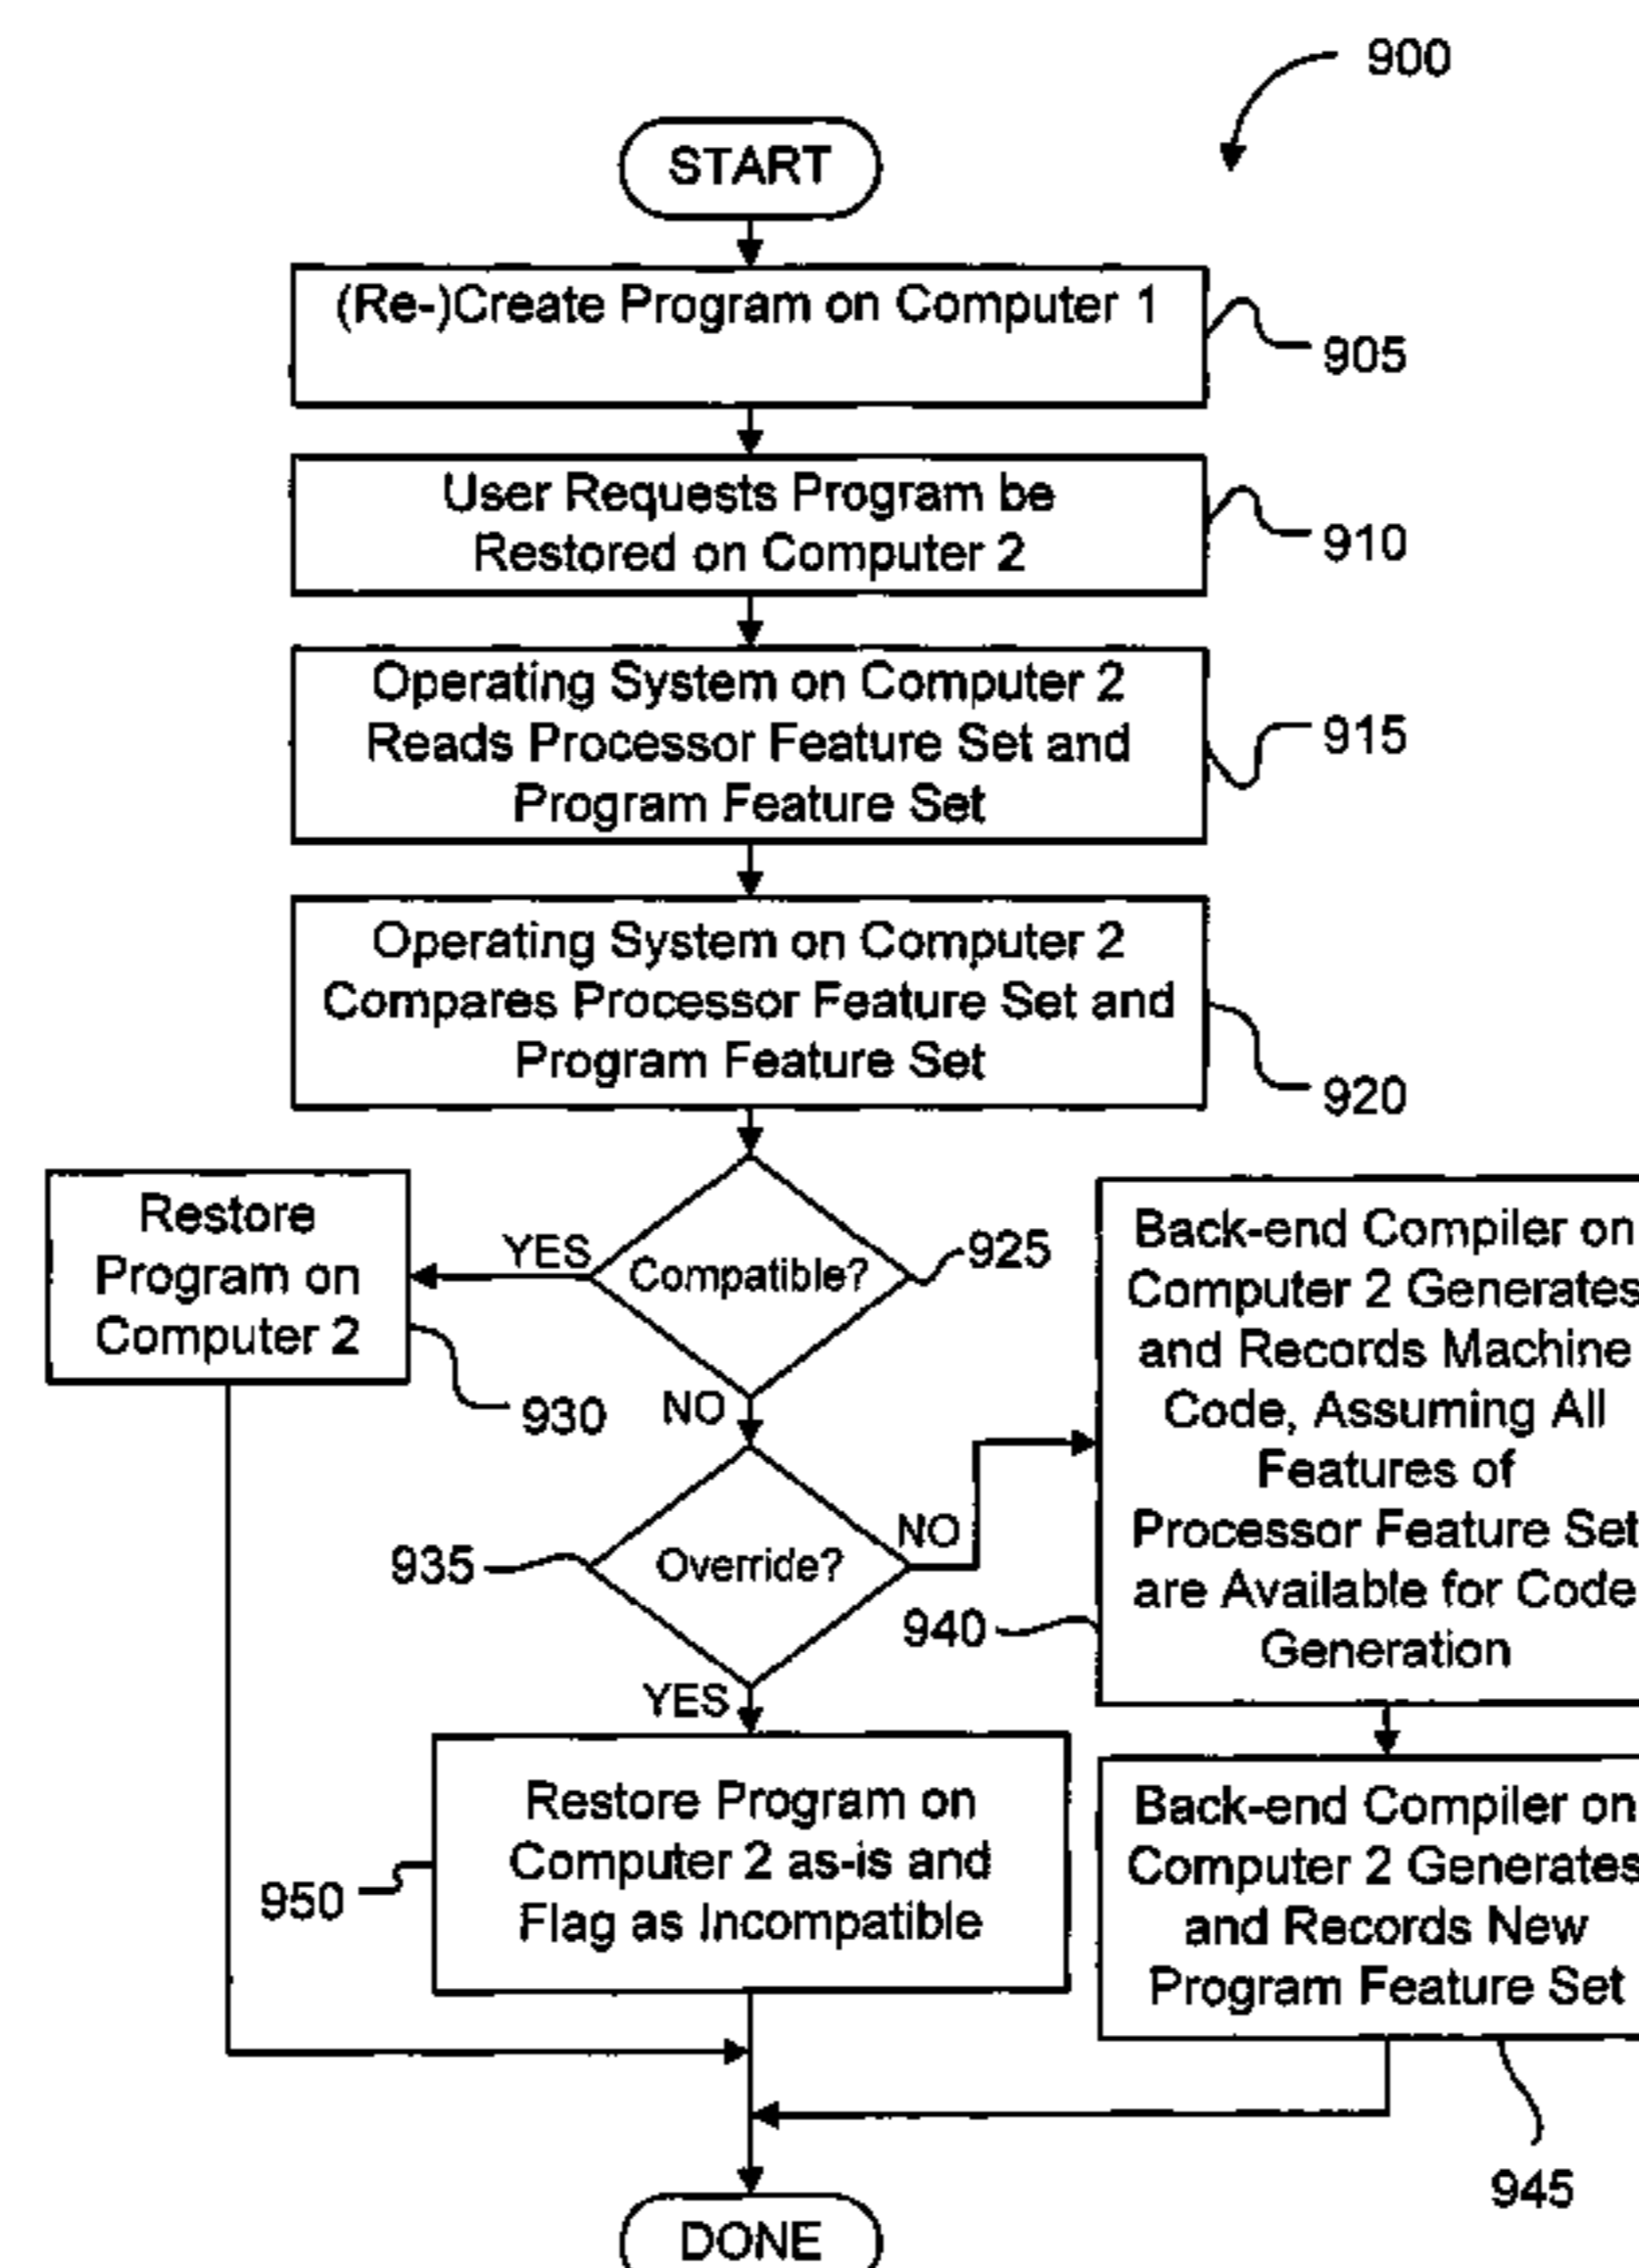 900
START
(Re-)Create Program on Computer 1
905
User Requests Program be
Restored on Computer 2
910
Operating System on Computer 2
Reads Processor Feature Set and
Program Feature Set
915
Operating System on Computer 2
Compares Processor Feature Set and
Program Feature Set
920
Compatible?
925
YES
Restore
Program on
Computer 2
930
NO
Override?
935
NO
Back-end Compiler on
Computer 2 Generates
and Records Machine
Code, Assuming All
Features of
Processor Feature Set
are Available for Code
Generation
940
YES
Restore Program on
Computer 2 as-is and
Flag as Incompatible
950
Back-end Compiler on
Computer 2 Generates
and Records New
Program Feature Set
945
DONE